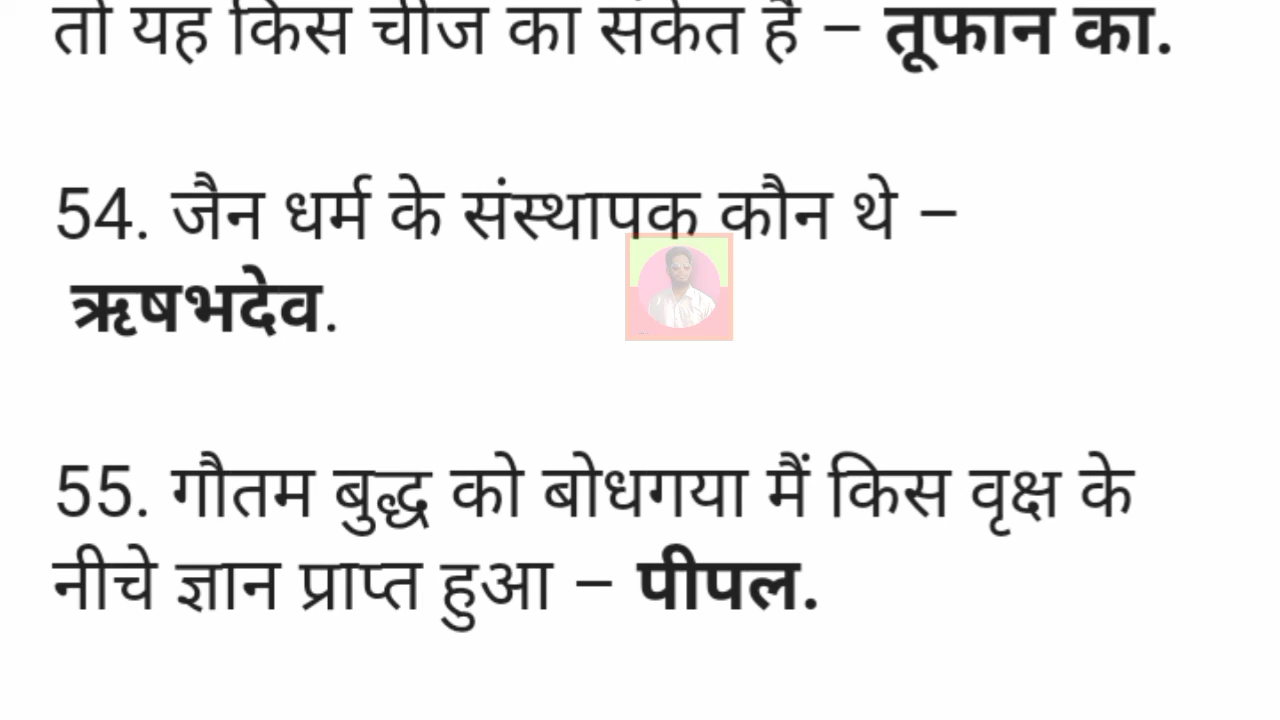 तो यह किस चीज का संकेत है – तूफान का.
54. जैन धर्म के संस्थापक कौन थे –
ऋषभदेव.
55. गौतम बुद्ध को बोधगया मैं किस वृक्ष के
नीचे ज्ञान प्राप्त हुआ – पीपल.